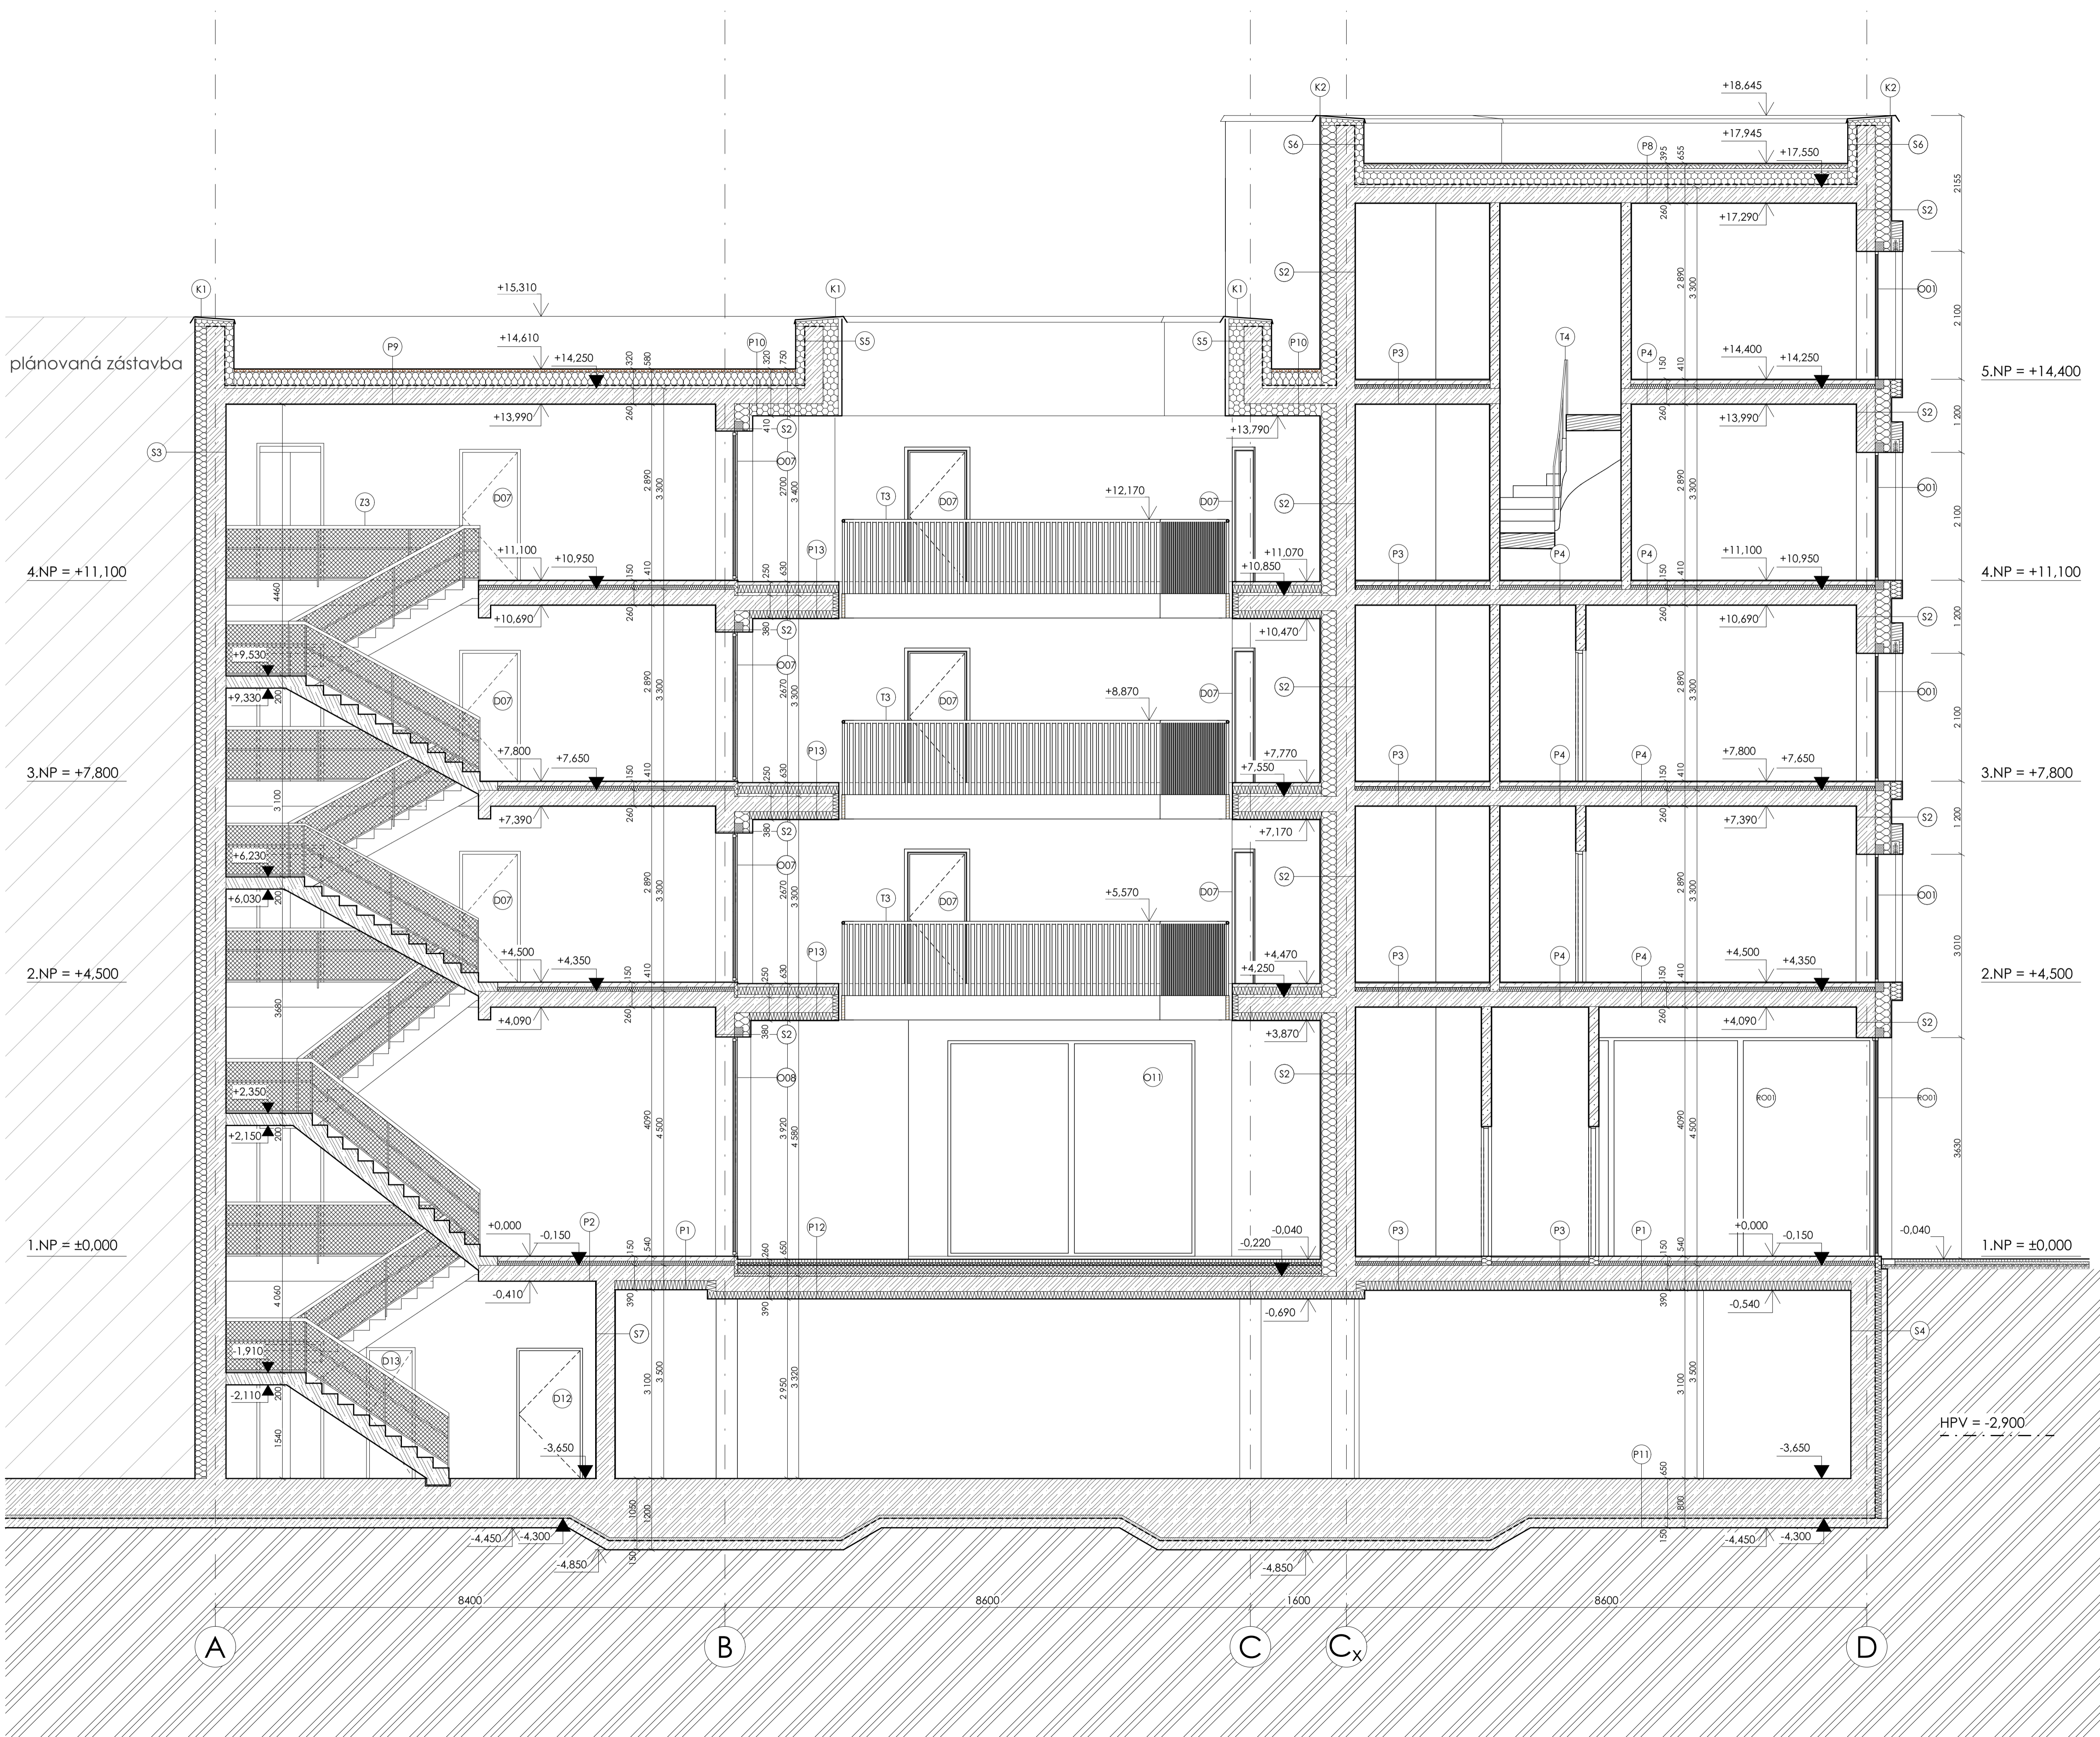 K2
K2
+18,645
S6
+17,945
P8
395
655
+17,550
S6
2155
260
+17,290
S2
S2
2 890
3 300
O01
2 100
K1
+15,310
K1
K1
plánovaná zástavba
P9
+14,610
+14,250
320
580
P10
320
750
S5
S5
P10
P3
T4
P4
150
410
+14,400
+14,250
5.NP = +14,400
260
+13,990
410
S2
+13,790
260
+13,990
S2
1 200
S3
O07
Z3
D07
2 890
3 300
2700
3 400
T3
D07
+12,170
D07
S2
2 890
3 300
O01
2 100
4.NP = +11,100
4460
+11,100
+10,950
150
410
P13
250
630
+11,070
+10,850
P3
P4
P4
150
410
+11,100
+10,950
4.NP = +11,100
+10,690
260
380
S2
+10,470
260
+10,690
S2
1 200
+9,530
+9,330
200
D07
2 890
3 300
O07
2670
3 300
T3
D07
+8,870
D07
S2
2 890
3 300
O01
2 100
3.NP = +7,800
3 100
+7,800
+7,650
150
410
P13
250
630
+7,770
+7,550
P3
P4
P4
150
410
+7,800
+7,650
3.NP = +7,800
+7,390
260
380
S2
+7,170
260
+7,390
S2
1 200
+6,230
+6,030
200
D07
2 890
3 300
O07
2670
3 300
T3
D07
+5,570
D07
S2
2 890
3 300
O01
3 010
2.NP = +4,500
3680
+4,500
+4,350
150
410
P13
250
630
+4,470
+4,250
P3
P4
P4
150
410
+4,500
+4,350
2.NP = +4,500
+4,090
260
380
S2
+3,870
260
+4,090
S2
+2,350
+2,150
200
4090
4 500
O08
3 920
4 580
O11
S2
4090
4 500
RO01
RO01
3630
1.NP = ±0,000
+0,000
-0,150
P2
150
540
P1
260
650
P12
-0,040
-0,220
P3
P3
P1
150
540
+0,000
-0,150
-0,040
1.NP = ±0,000
4 060
-0,410
390
390
-0,690
390
-0,540
S7
S4
-1,910
-2,110
200
D13
D12
3 100
3 500
2 950
3 320
3 100
3 500
HPV = -2,900
1540
-3,650
P11
650
-3,650
1050
1200
800
-4,450
-4,300
150
-4,850
-4,850
150
-4,450
-4,300
8400
8600
1600
8600
A
B
C
Cx
D